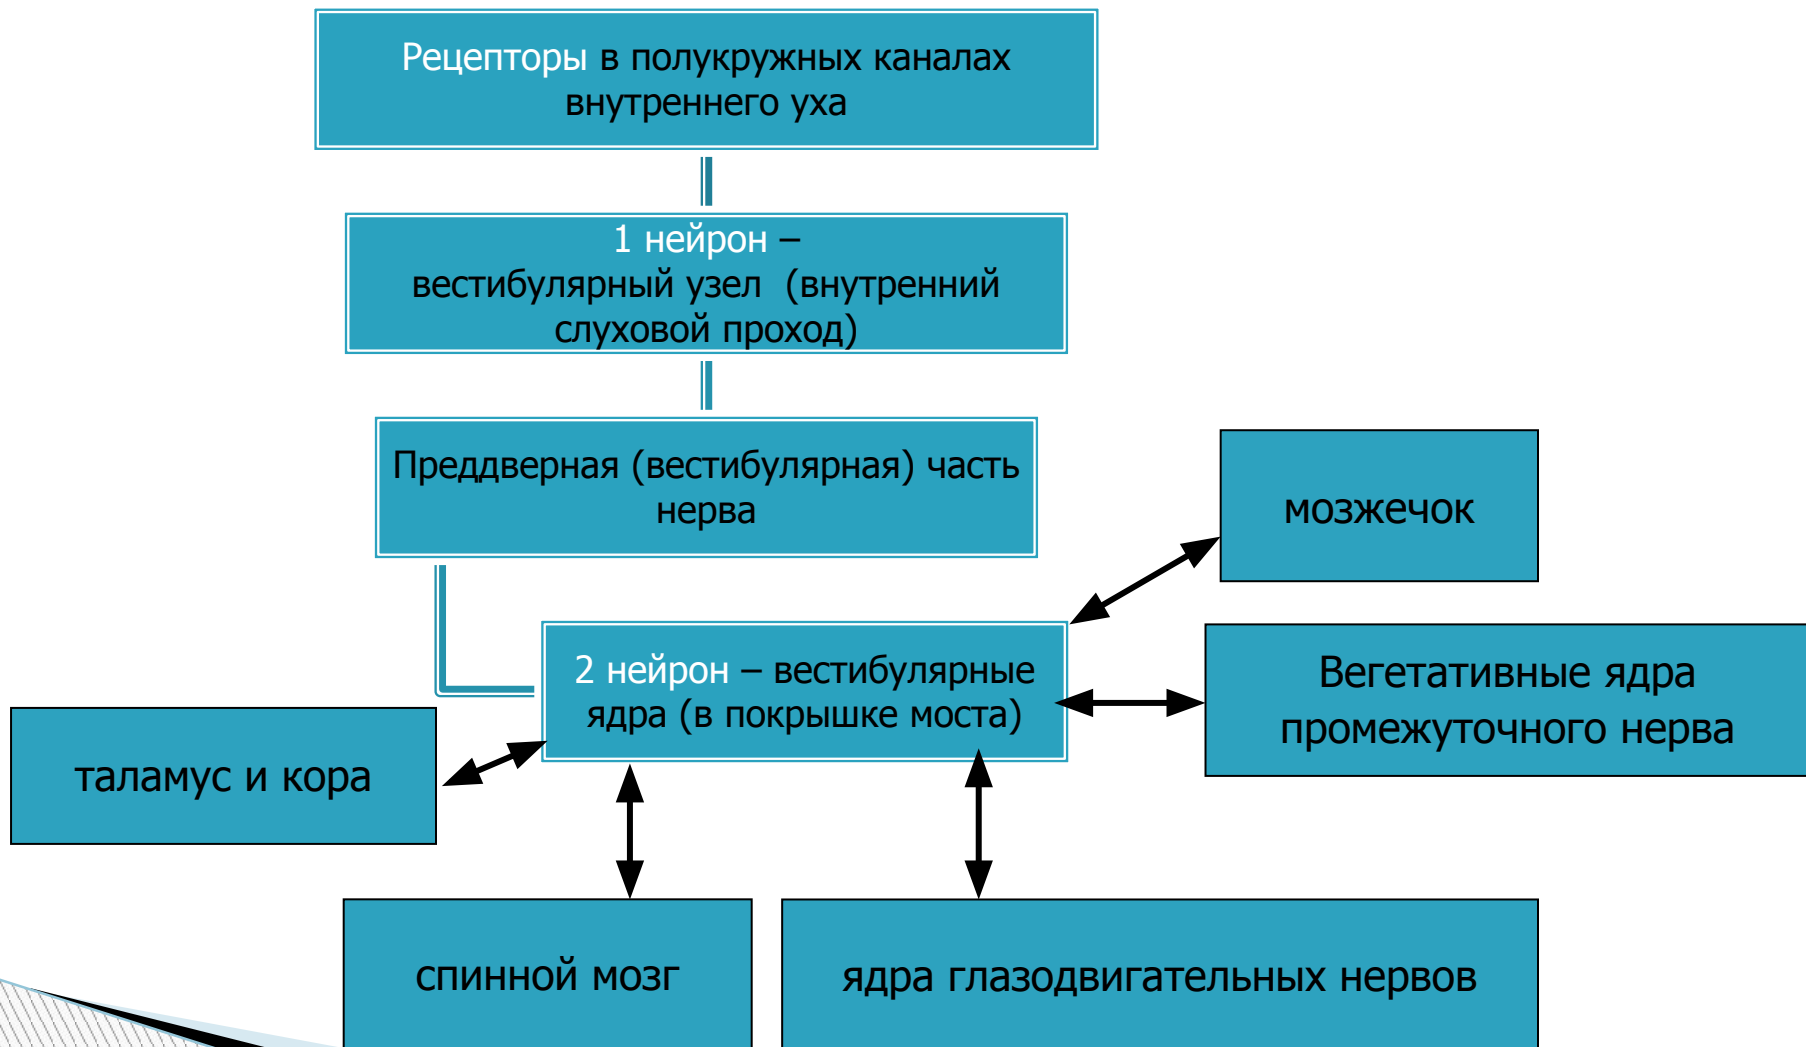 Рецепторы в полукружных каналах
внутреннего уха
1 нейрон –
вестибулярный узел (внутренний
слуховой проход)
Преддверная (вестибулярная) часть
нерва
мозжечок
2 нейрон – вестибулярные
ядра (в покрышке моста)
Вегетативные ядра
промежуточного нерва
таламус и кора
спинной мозг
ядра глазодвигательных нервов